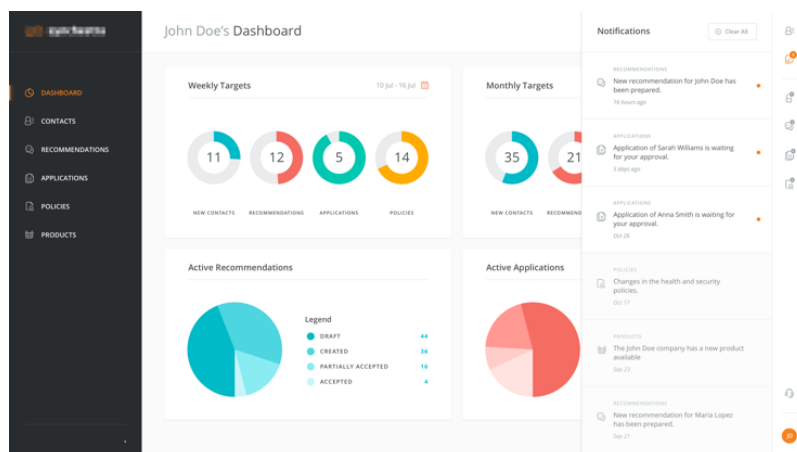 John Doe's Dashboard
DASHBOARD
CONTACTS
RECOMMENDATIONS
APPLICATIONS
POLICIES
PRODUCTS
Weekly Targets
10 Jul - 16 Jul
11
12
5
14
NEW CONTACTS
RECOMMENDATIONS
APPLICATIONS
POLICIES
Monthly Targets
35
21
NEW CONTACTS
RECOMMEND
Active Recommendations
Legend
DRAFT 44
CREATED 36
PARTIALLY ACCEPTED 16
ACCEPTED 4
Active Applications
Notifications
Clear All
RECOMMENDATIONS
New recommendation for John Doe has
been prepared.
16 hours ago
APPLICATIONS
Application of Sarah Williams is waiting
for your approval.
3 days ago
APPLICATIONS
Application of Anna Smith is waiting for
your approval.
Oct 26
POLICIES
Changes in the health and security
policies.
Oct 17
PRODUCTS
The John Doe company has a new product
available
Sep 23
RECOMMENDATIONS
New recommendation for Maria Lopez
has been prepared.
Sep 21